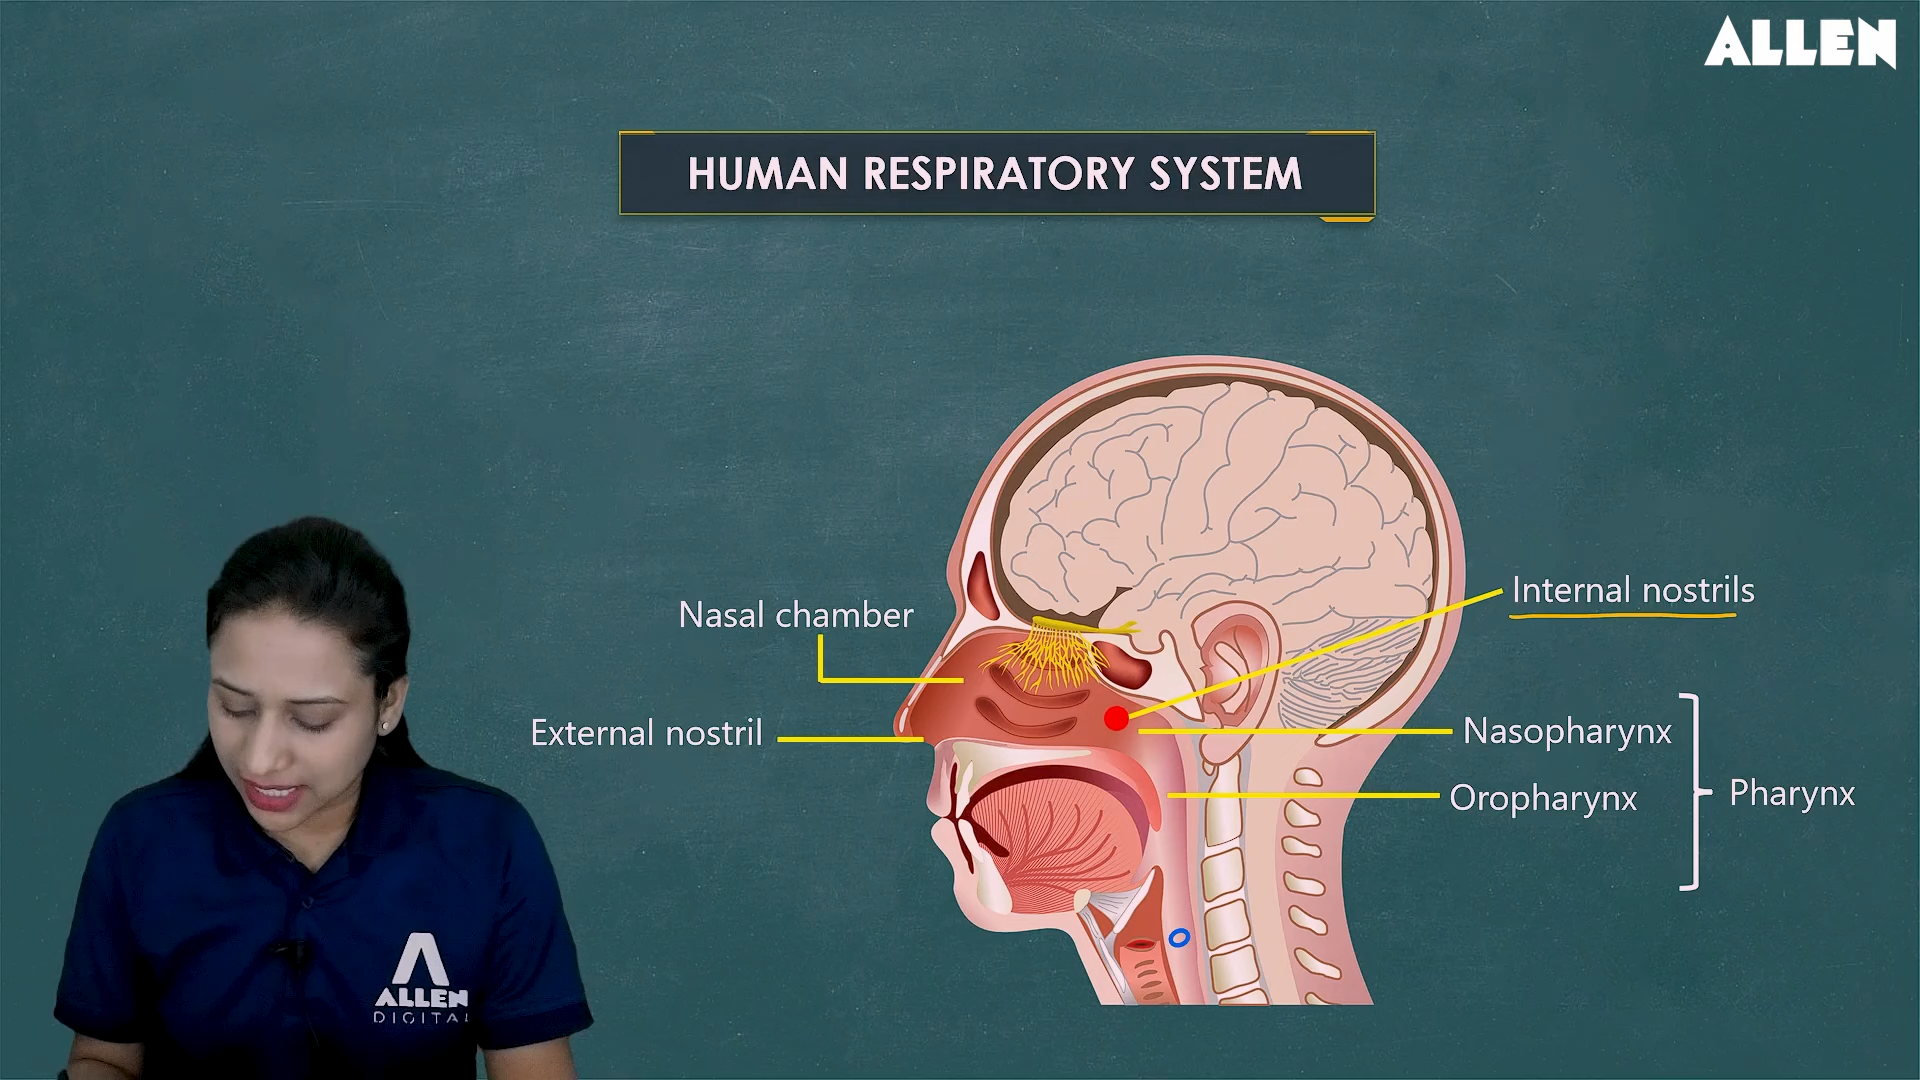 ALLEN
HUMAN RESPIRATORY SYSTEM
Internal nostrils
Nasal chamber
External nostril
Nasopharynx
Oropharynx
Pharynx
ALLEN
DIGITAL